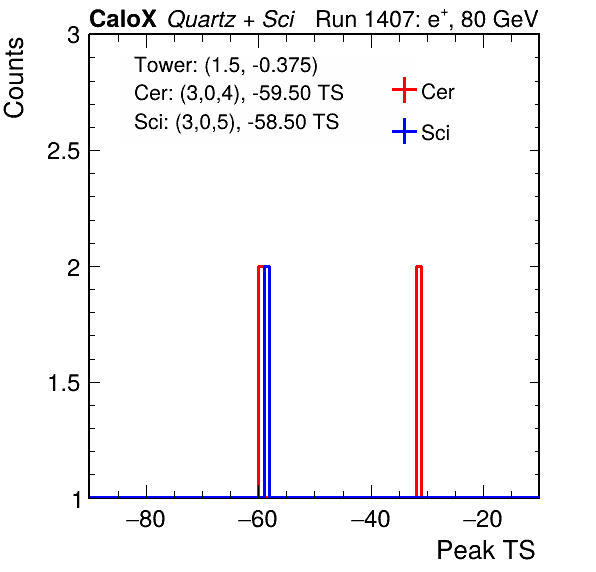 CaloX Quartz + Sci Run 1407: e+, 80 GeV
Counts
Tower: (1.5, -0.375)
Cer: (3,0,4), -59.50 TS
Sci: (3,0,5), -58.50 TS
Cer
Sci
3
2.5
2
1.5
1
−80 −60 −40 −20
Peak TS